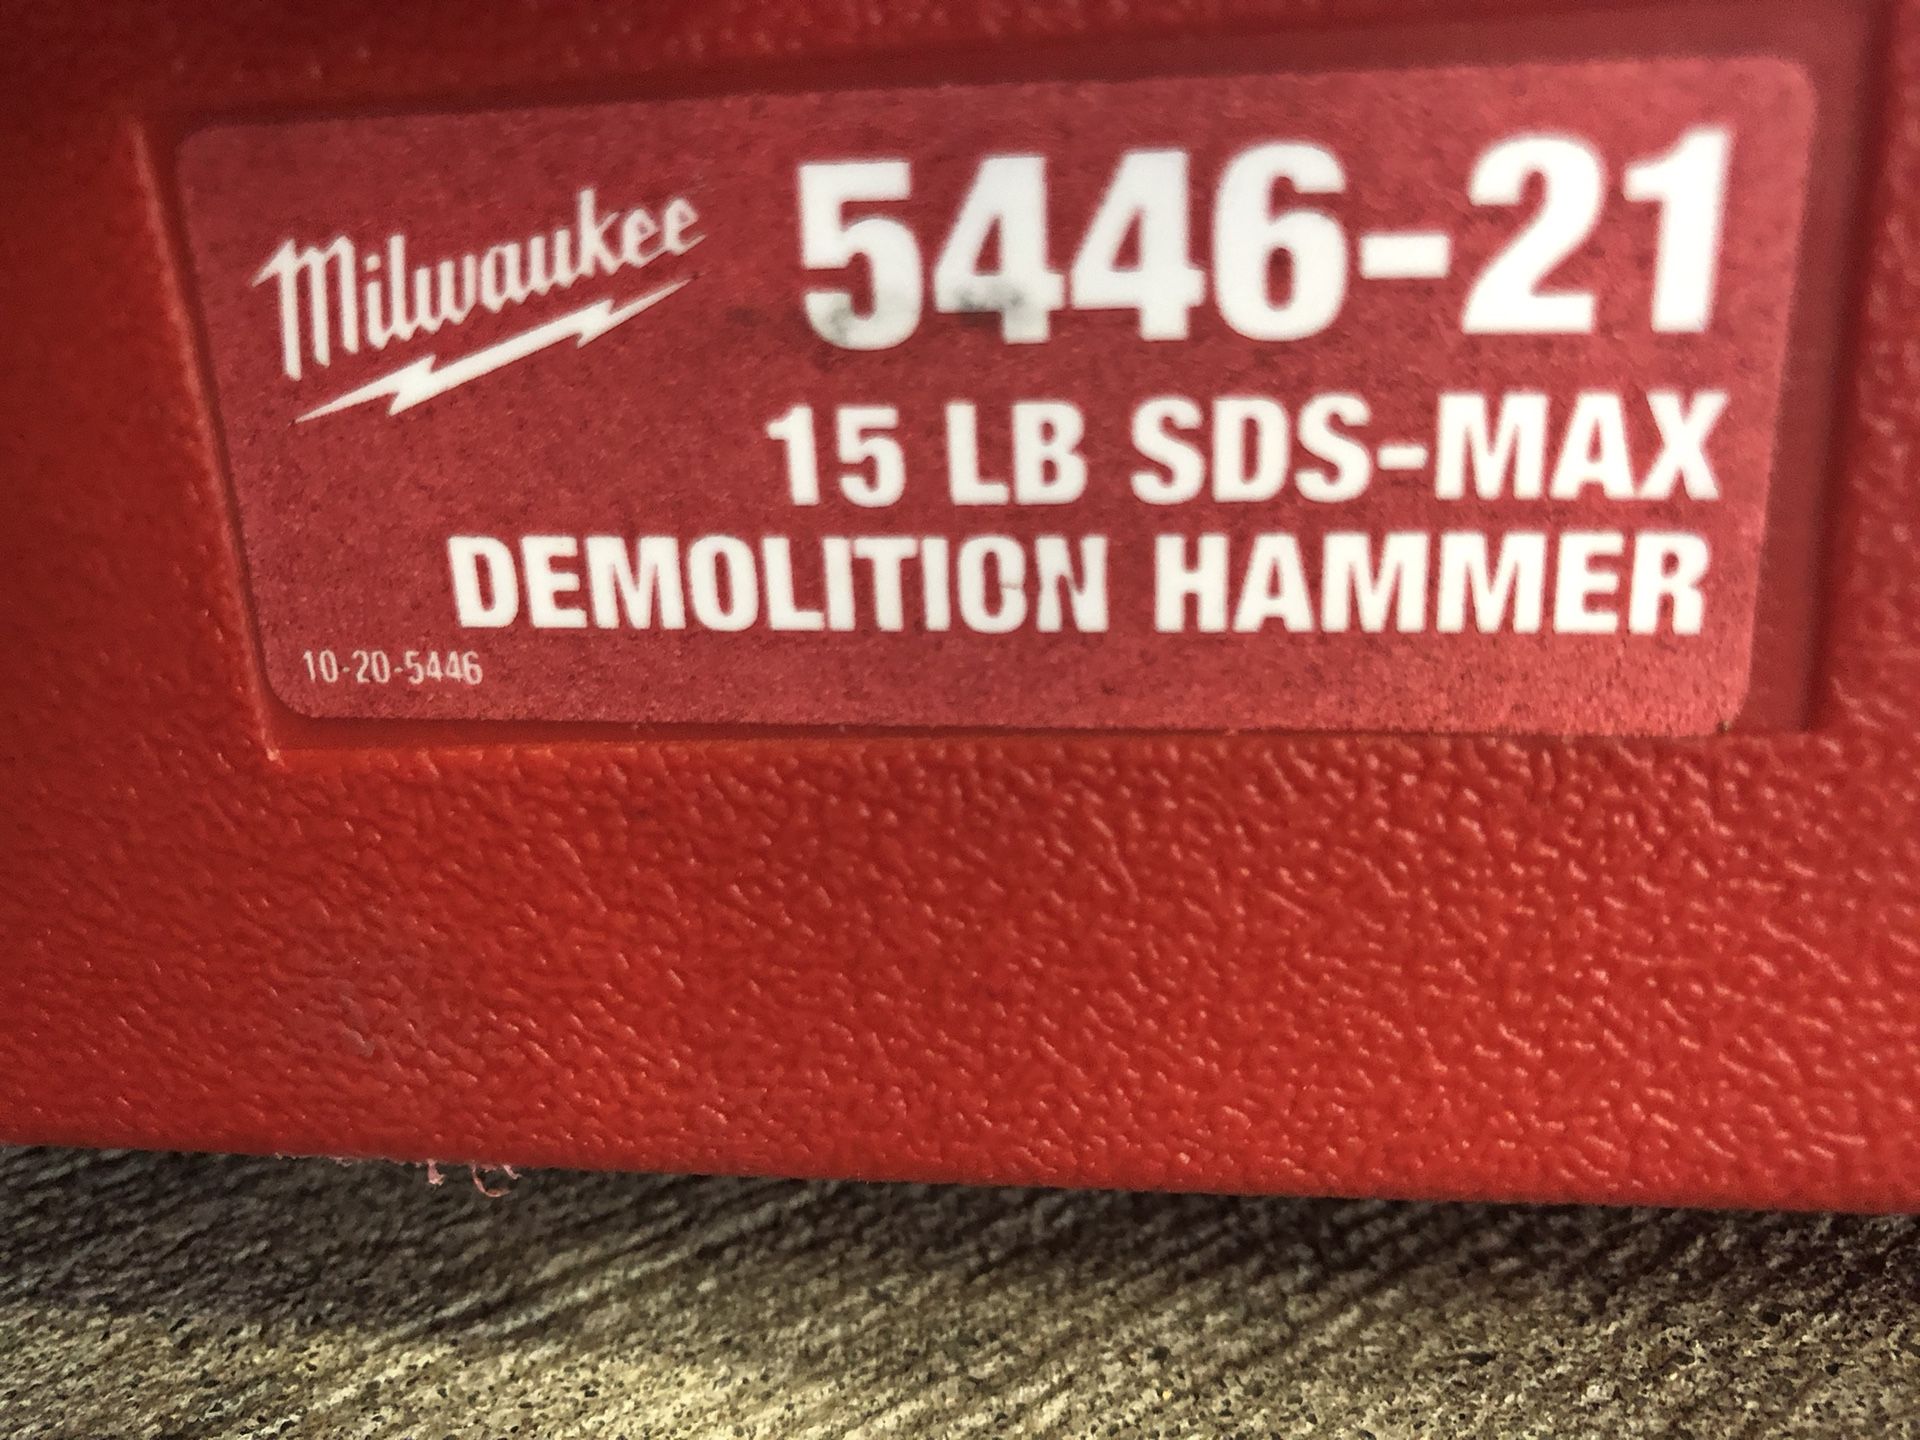 Milwaukee
5446-21
15 LB SDS-MAX
DEMOLITION HAMMER
10-20-5446